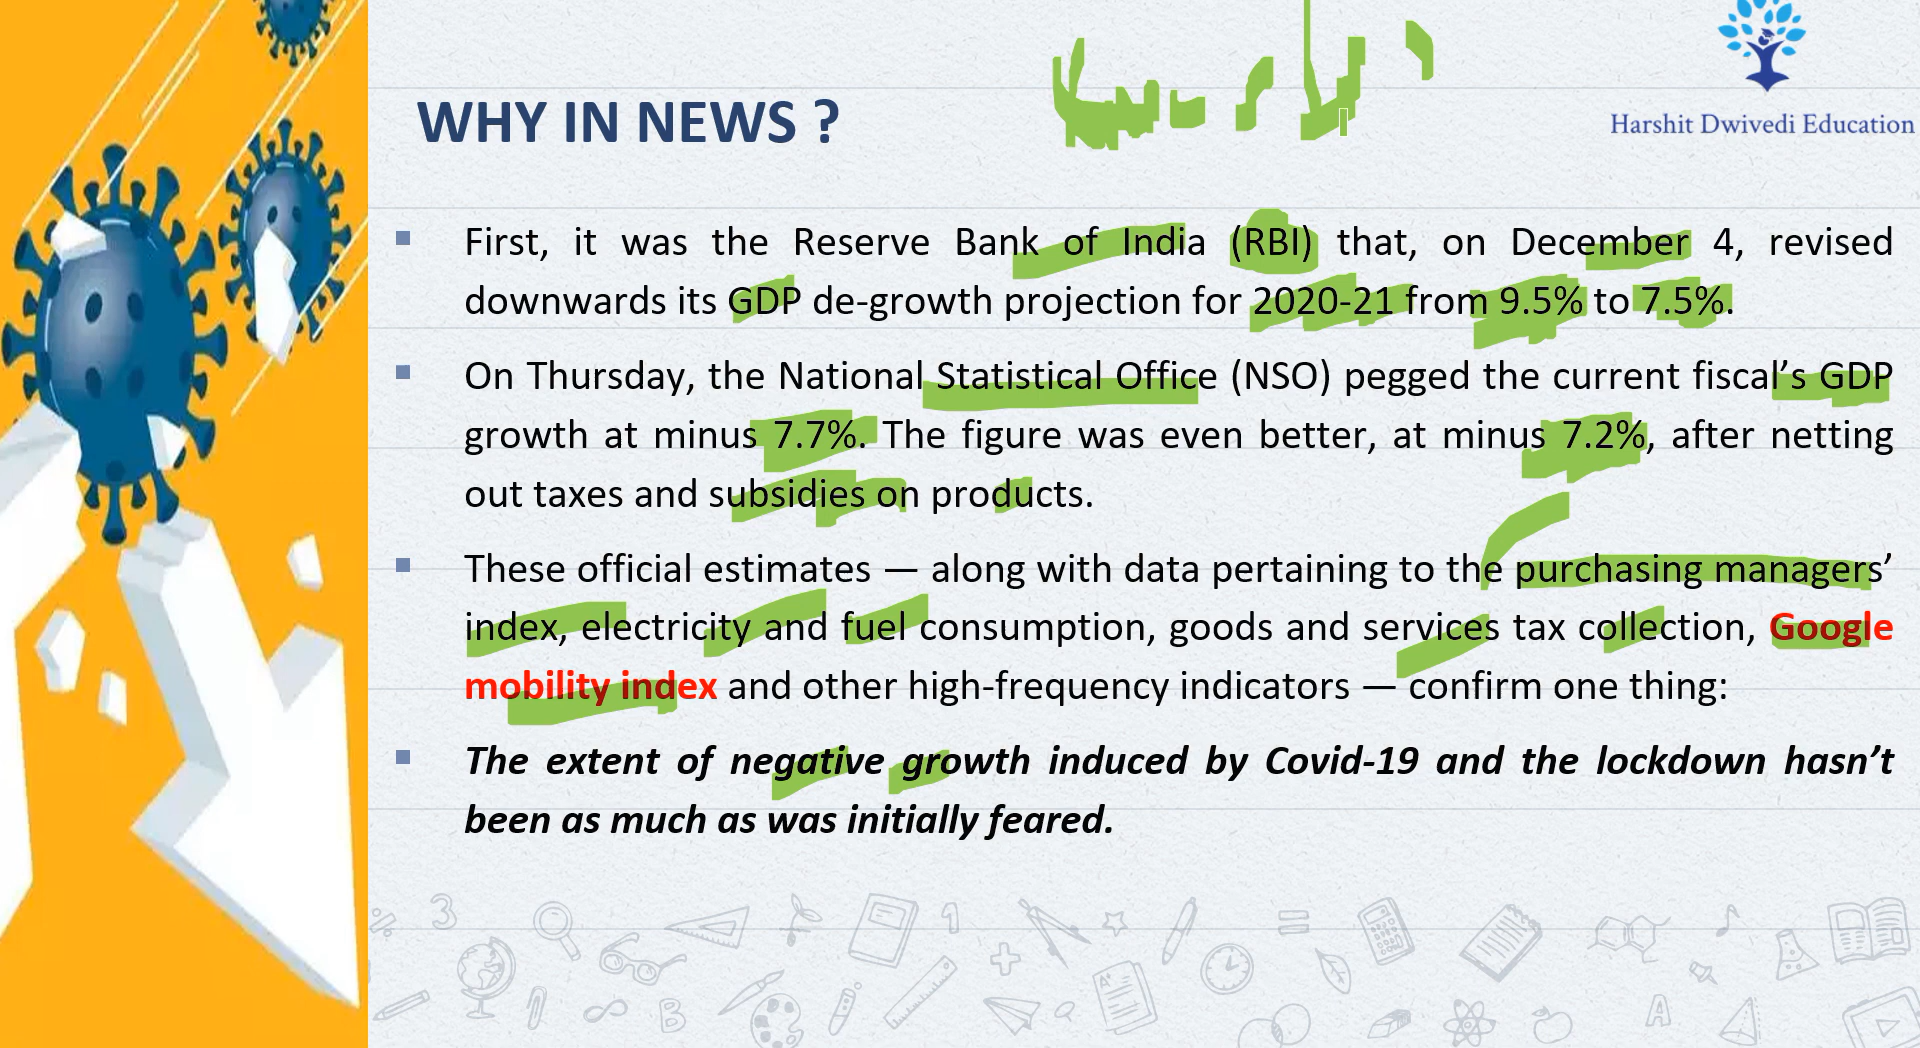 Harshit Dwivedi Education
WHY IN NEWS ?
First, it was the Reserve Bank of India (RBI) that, on December 4, revised
downwards its GDP de-growth projection for 2020-21 from 9.5% to 7.5%.
On Thursday, the National Statistical Office (NSO) pegged the current fiscal’s GDP
growth at minus 7.7%. The figure was even better, at minus 7.2%, after netting
out taxes and subsidies on products.
These official estimates — along with data pertaining to the purchasing managers’
index, electricity and fuel consumption, goods and services tax collection, Google
mobility index and other high-frequency indicators — confirm one thing:
The extent of negative growth induced by Covid-19 and the lockdown hasn’t
been as much as was initially feared.